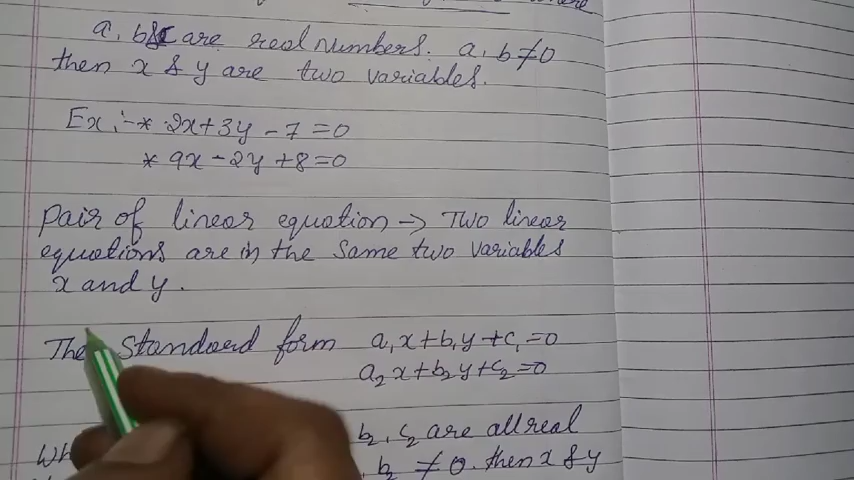 a, b & c are real numbers. a, b ≠ 0
then x & y are two variables.
Ex:- * 2x + 3y - 7 = 0
* 9x - 2y + 8 = 0
Pair of linear equation → Two linear
equations are in the same two variables
x and y.
The standard form a₁x + b₁y + c₁ = 0
a₂x + b₂y + c₂ = 0
b₂, c₂ are all real
b₂ ≠ 0. then x & y